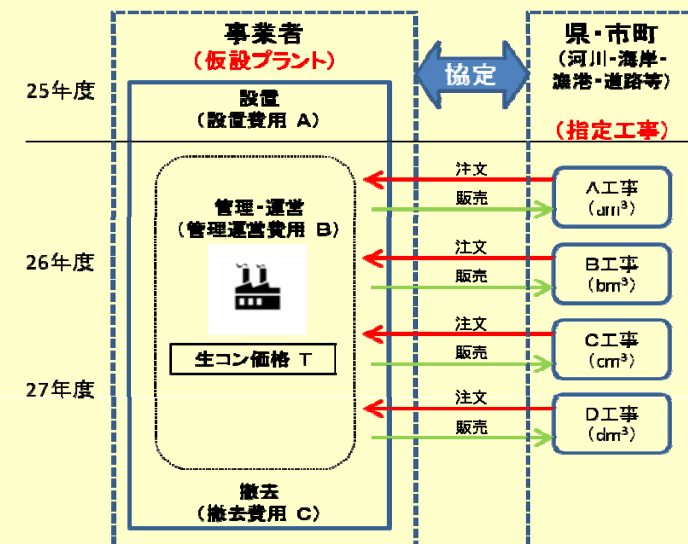 事業者
(仮設プラント)
協定
県・市町
(河川・海岸・
漁港・道路等)
(指定工事)
25年度
設置
(設置費用 A)
管理・運営
(管理運営費用 B)
生コン価格 T
26年度
27年度
注文
販売
A工事
(am³)
注文
販売
B工事
(bm³)
注文
販売
C工事
(cm³)
注文
販売
D工事
(dm³)
撤去
(撤去費用 C)